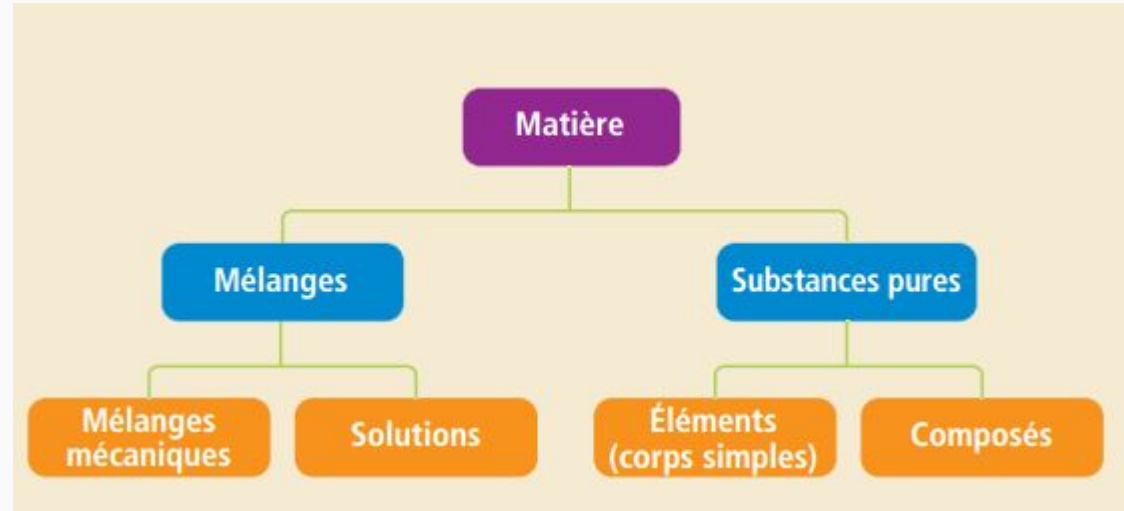 Matière
Mélanges
Substances pures
Mélanges
mécaniques
Solutions
Éléments
(corps simples)
Composés